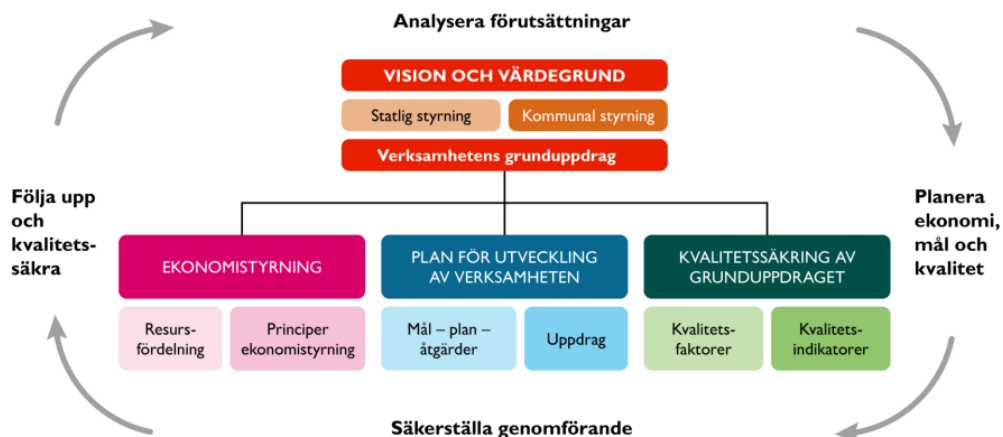 Analysera förutsättningar
VISION OCH VÄRDEGRUND
Statlig styrning
Kommunal styrning
Verksamhetens grunduppdrag
Följa upp
och
kvalitets-
säkra
Planera
ekonomi,
mål och
kvalitet
EKONOMISTYRNING
PLAN FÖR UTVECKLING
AV VERKSAMHETEN
KVALITETSSÄKRING AV
GRUNDUPPDRAGET
Resurs-
fördelning
Principer
ekonomistyrning
Mål – plan –
åtgärder
Uppdrag
Kvalitets-
faktorer
Kvalitets-
indikatorer
Säkerställa genomförande